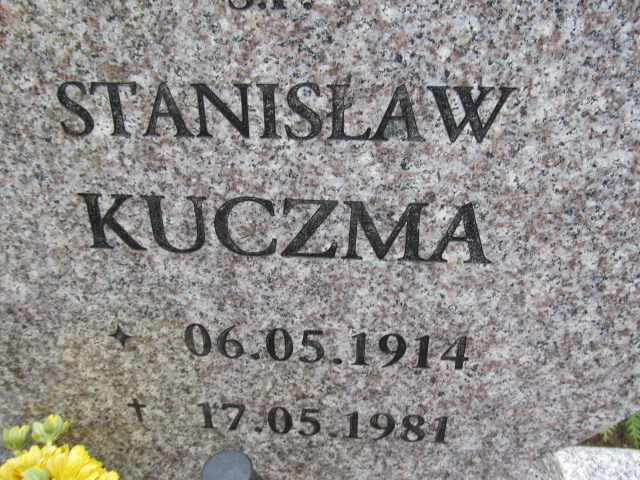 Ś.P.
STANISŁAW
KUCZMA
06.05.1914
✝ 17.05.1981